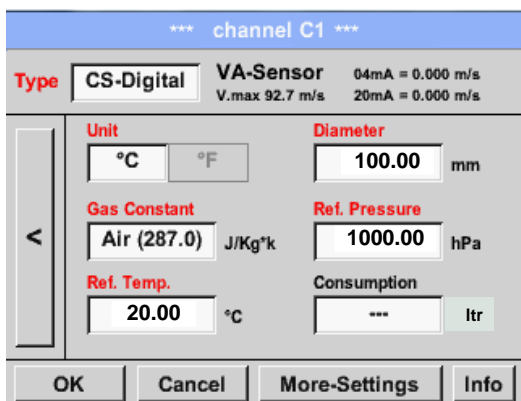 *** channel C1 ***
Type CS-Digital VA-Sensor 04mA = 0.000 m/s
V.max 92.7 m/s 20mA = 0.000 m/s
Unit Diameter
°C °F 100.00 mm
Gas Constant Ref. Pressure
< Air (287.0) J/Kg*k 1000.00 hPa
Ref. Temp. Consumption
20.00 °C --- ltr
OK Cancel More-Settings Info